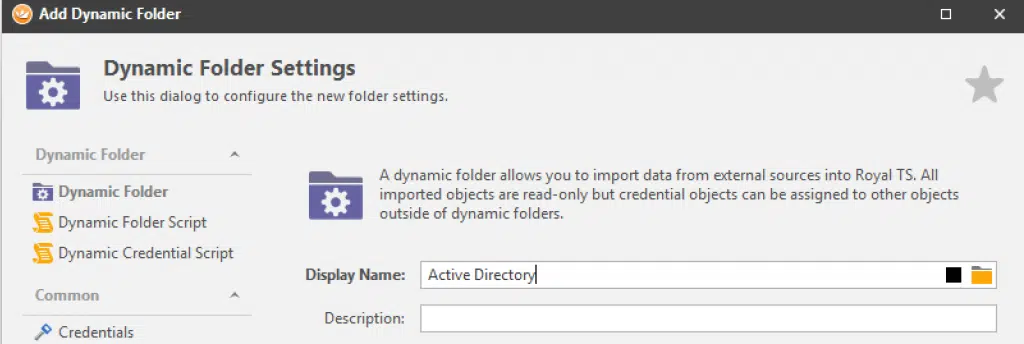 Add Dynamic Folder
Dynamic Folder Settings
Use this dialog to configure the new folder settings.
Dynamic Folder
Dynamic Folder
Dynamic Folder Script
Dynamic Credential Script
Common
Credentials
A dynamic folder allows you to import data from external sources into Royal TS. All
imported objects are read-only but credential objects can be assigned to other objects
outside of dynamic folders.
Display Name: Active Directory
Description: